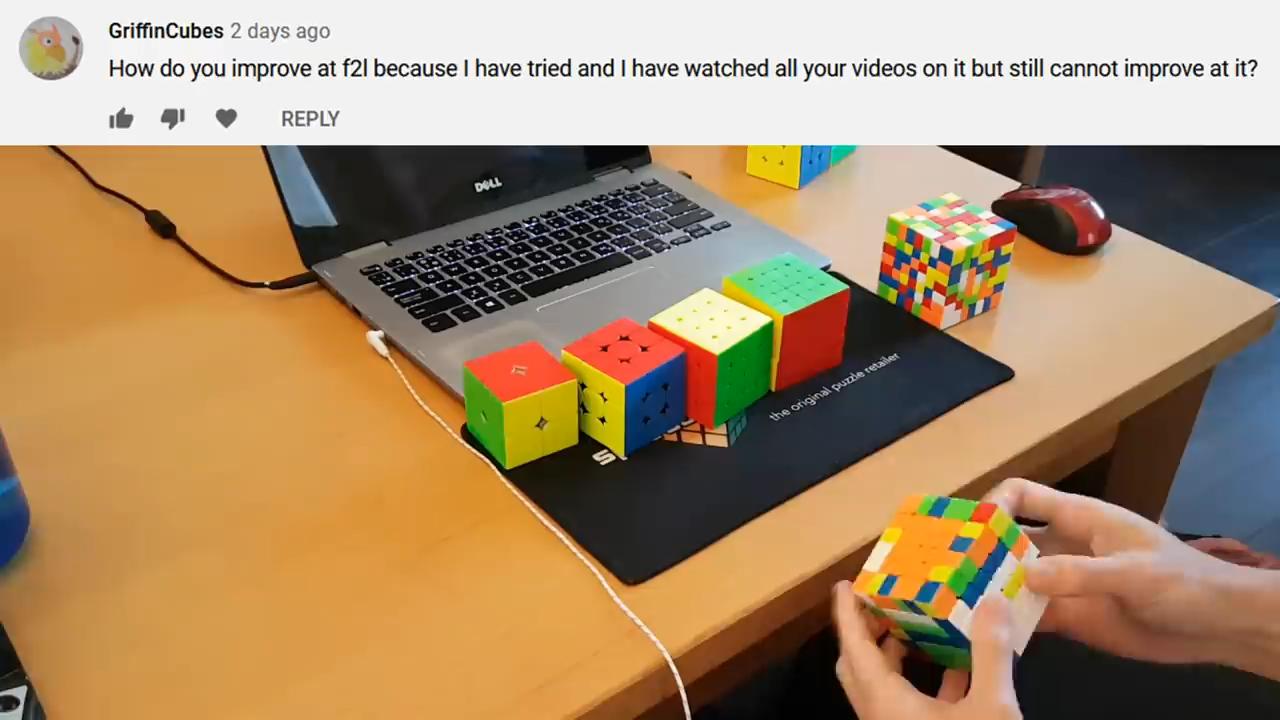 GriffinCubes 2 days ago
How do you improve at f2l because I have tried and I have watched all your videos on it but still cannot improve at it?
REPLY
DELL
the original puzzle retailer